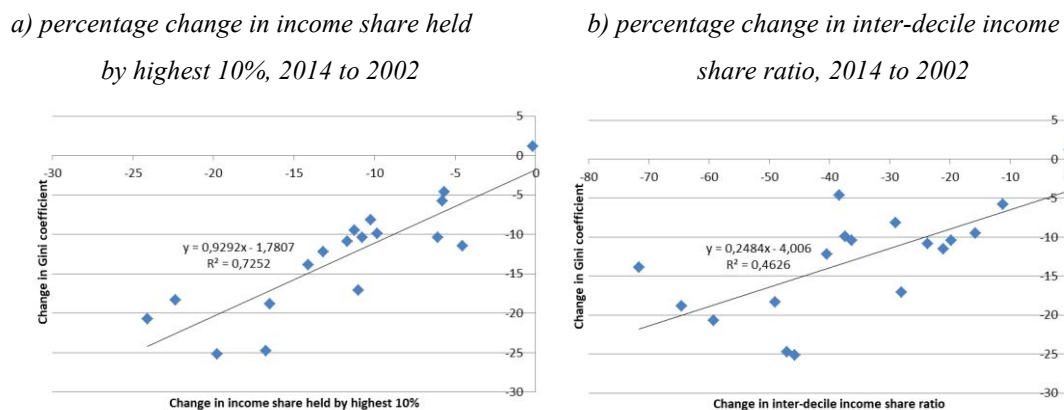 a) percentage change in income share held
by highest 10%, 2014 to 2002
5
0
-30 -25 -20 -15 -10 -5 0
-5
-10
-15
-20
-25
-30
y = 0,9292x - 1,7807
R² = 0,7252
Change in Gini coefficient
Change in income share held by highest 10%
b) percentage change in inter-decile income
share ratio, 2014 to 2002
5
0
-80 -70 -60 -50 -40 -30 -20 -10
-5
-10
-15
-20
-25
-30
y = 0,2484x - 4,006
R² = 0,4626
Change in Gini coefficient
Change in inter-decile income share ratio